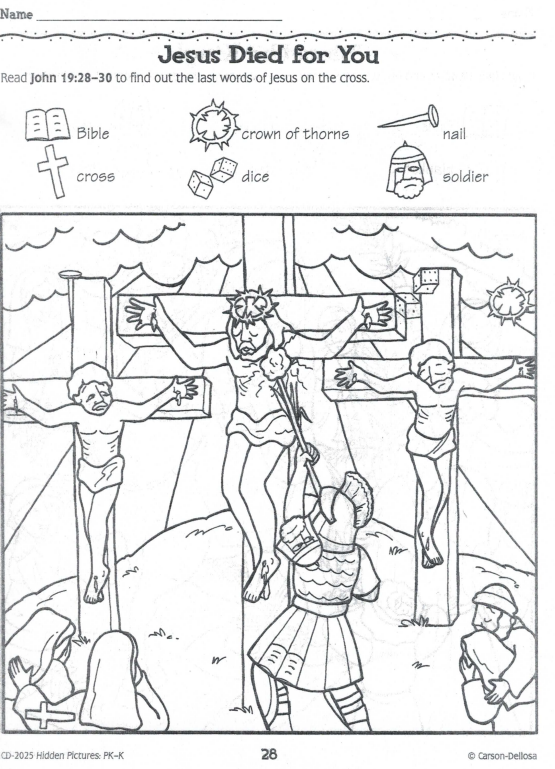 Name
Jesus Died for You
Read John 19:28–30 to find out the last words of Jesus on the cross.
Bible
crown of thorns
nail
cross
dice
soldier
CD-2025 Hidden Pictures: PK–K
28
© Carson-Dellosa